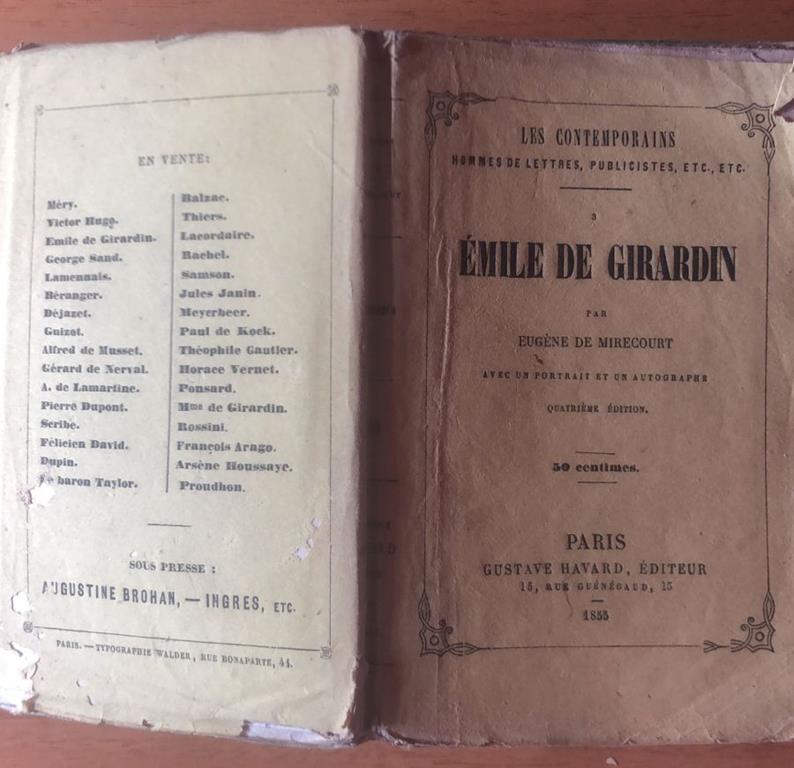 EN VENTE:
Méry.
Victor Hugo.
Emile de Girardin.
George Sand.
Lamennais.
Béranger.
Déjazet.
Guizot.
Alfred de Musset.
Gérard de Nerval.
A. de Lamartine.
Pierre Dupont.
Scribe.
Félicien David.
Dupin.
baron Taylor.
Balzac.
Thiers.
Lacordaire.
Rachel.
Samson.
Jules Janin.
Meyerbeer.
Paul de Kock.
Théophile Gautier.
Horace Vernet.
Ponsard.
Mme de Girardin.
Rossini.
François Arago.
Arsène Houssaye.
Proudhon.
SOUS PRESSE :
AUGUSTINE BROHAN, — INGRES, ETC.
PARIS. — TYPOGRAPHIE WALDER, RUE BONAPARTE, 44.
LES CONTEMPORAINS
HOMMES DE LETTRES, PUBLICISTES, ETC., ETC.
3
ÉMILE DE GIRARDIN
PAR
EUGÈNE DE MIRECOURT
AVEC UN PORTRAIT ET UN AUTOGRAPHE
QUATRIÈME ÉDITION.
50 centimes.
PARIS
GUSTAVE HAVARD, ÉDITEUR
15, RUE GUÉNÉGAUD, 15
1855